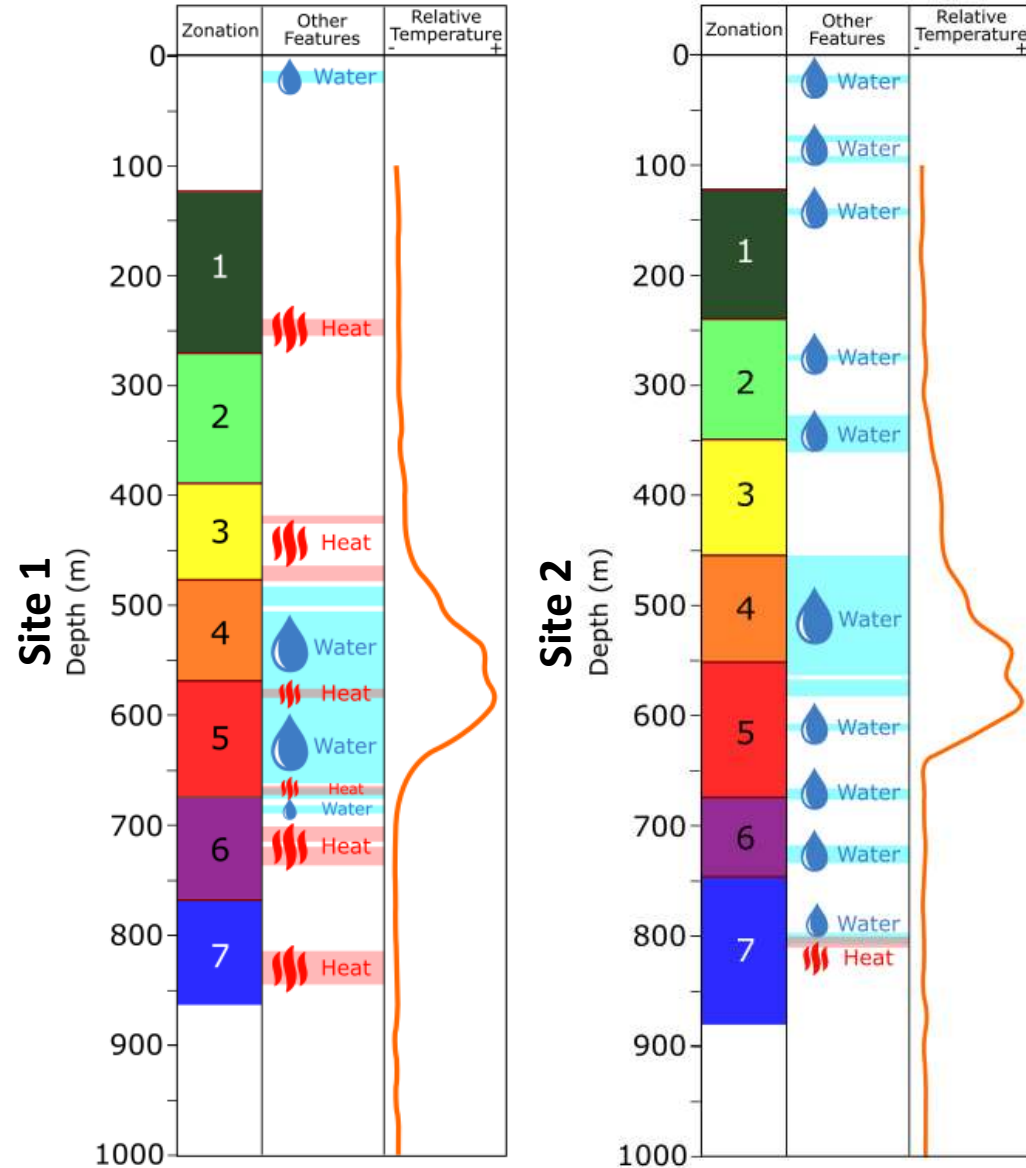 Site 1
Depth (m)
Zonation
Other
Features
Relative
Temperature
- +
0
100
200
300
400
500
600
700
800
900
1000
1
2
3
4
5
6
7
Water
Heat
Heat
Water
Heat
Water
Heat
Water
Heat
Heat
Site 2
Depth (m)
Zonation
Other
Features
Relative
Temperature
- +
0
100
200
300
400
500
600
700
800
900
1000
1
2
3
4
5
6
7
Water
Water
Water
Water
Water
Water
Water
Water
Water
Water
Heat